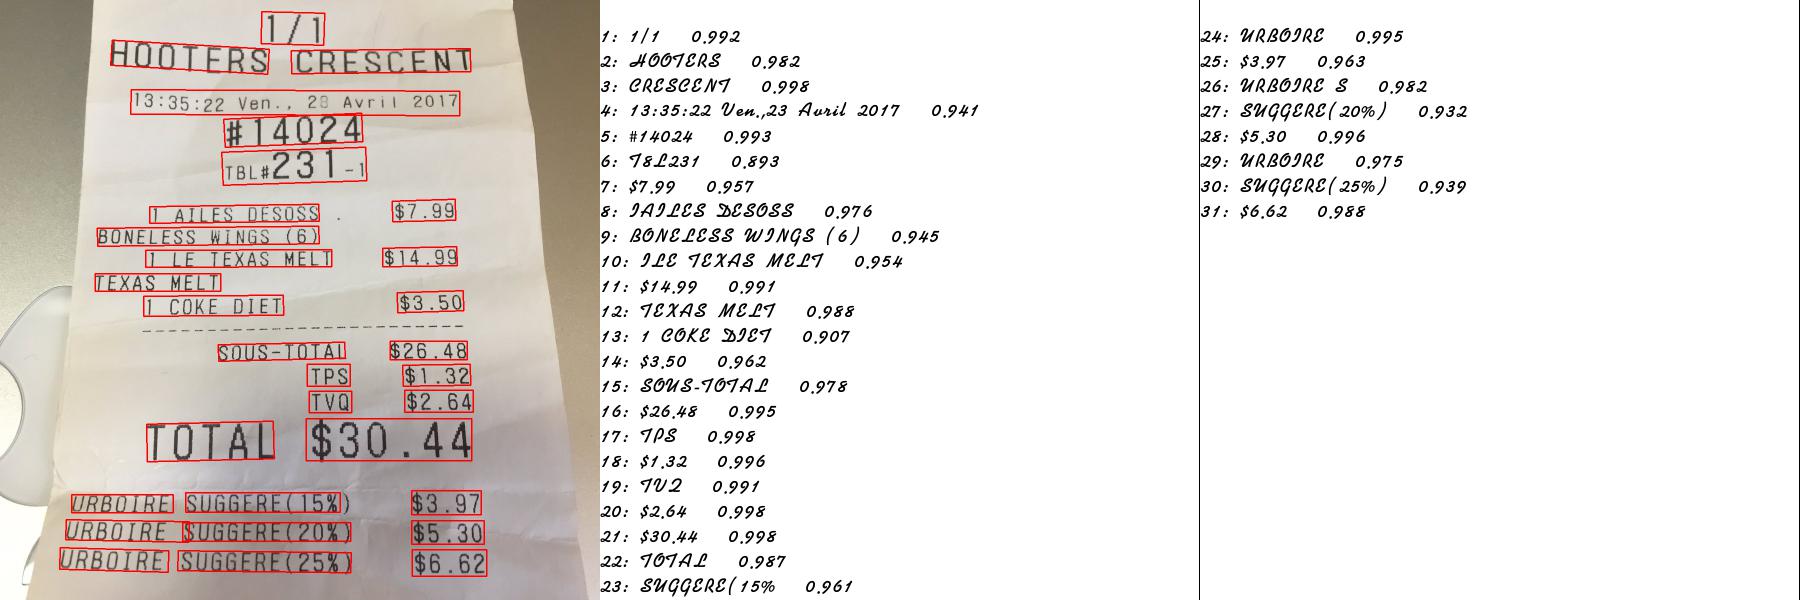 1/1
HOOTERS CRESCENT
13:35:22 Ven., 28 Avril 2017
#14024
TBL#231-1
1 AILES DESOSS . $7.99
BONELESS WINGS (6)
1 LE TEXAS MELT $14.99
TEXAS MELT
1 COKE DIET $3.50
SOUS-TOTAL $26.48
TPS $1.32
TVQ $2.64
TOTAL $30.44
URBOIRE SUGGERE(15%) $3.97
URBOIRE SUGGERE(20%) $5.30
URBOIRE SUGGERE(25%) $6.62
1: 1/1 0.992
2: HOOTERS 0.982
3: CRESCENT 0.998
4: 13:35:22 Ven.,23 Avril 2017 0.941
5: #14024 0.993
6: T8L231 0.893
7: $7.99 0.957
8: IAILES DESOSS 0.976
9: BONELESS WINGS (6) 0.945
10: ILE TEXAS MELT 0.954
11: $14.99 0.991
12: TEXAS MELT 0.988
13: 1 COKE DIET 0.907
14: $3.50 0.962
15: SOUS-TOTAL 0.978
16: $26.48 0.995
17: TPS 0.998
18: $1.32 0.996
19: TVQ 0.991
20: $2.64 0.998
21: $30.44 0.998
22: TOTAL 0.987
23: SUGGERE(15% 0.961
24: URBOIRE 0.995
25: $3.97 0.963
26: URBOIRE S 0.982
27: SUGGERE(20%) 0.932
28: $5.30 0.996
29: URBOIRE 0.975
30: SUGGERE(25%) 0.939
31: $6.62 0.988